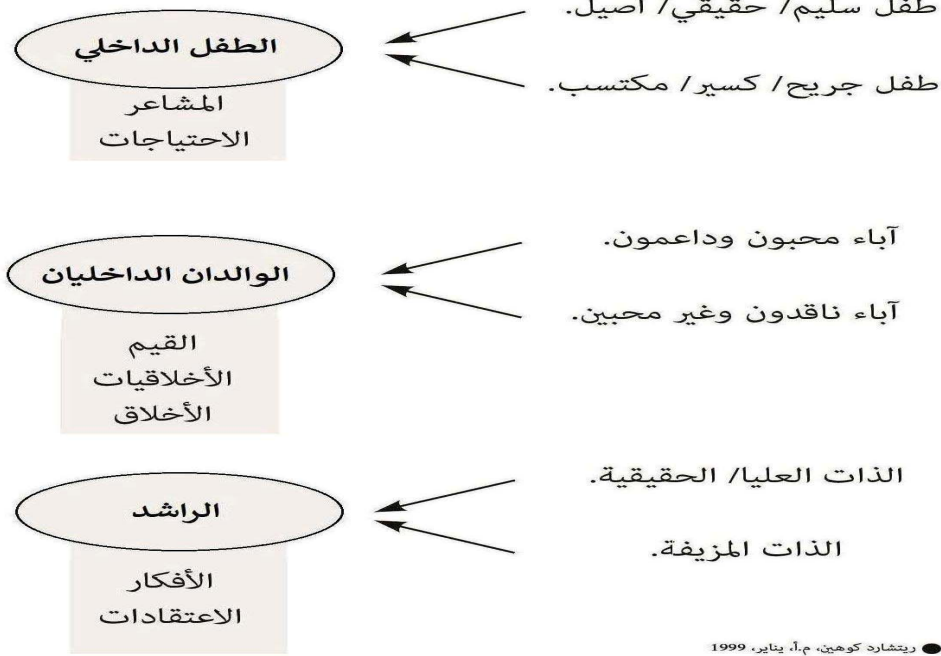 طفل سليم/ حقيقي/ أصيل.
الطفل الداخلي
طفل جريح/ كسير/ مكتسب.
المشاعر
الاحتياجات
آباء محبون وداعمون.
الوالدان الداخليان
آباء ناقدون وغير محبين.
القيم
الأخلاقيات
الأخلاق
الذات العليا/ الحقيقية.
الراشد
الذات المزيفة.
الأفكار
الاعتقادات
ريتشارد كوهين، م.أ، يناير، 1999